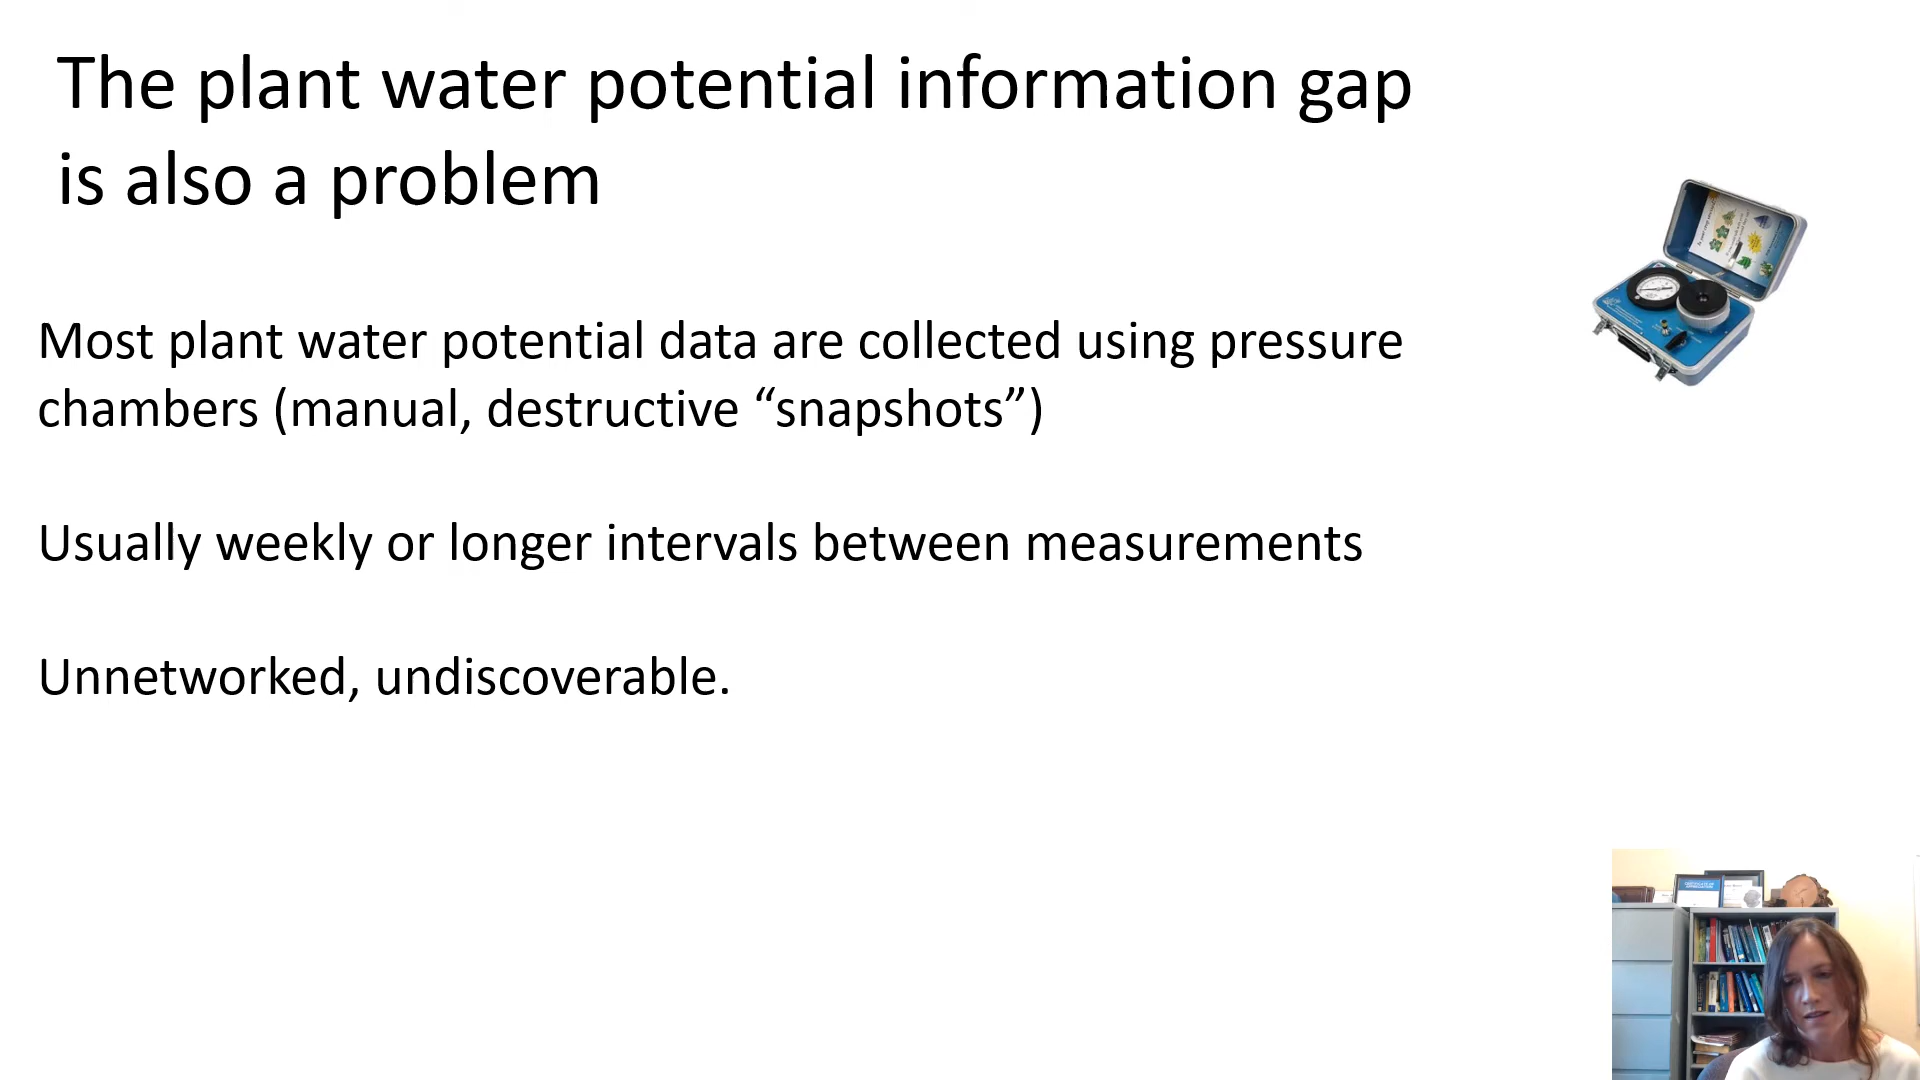 The plant water potential information gap
is also a problem
Most plant water potential data are collected using pressure
chambers (manual, destructive “snapshots”)
Usually weekly or longer intervals between measurements
Unnetworked, undiscoverable.